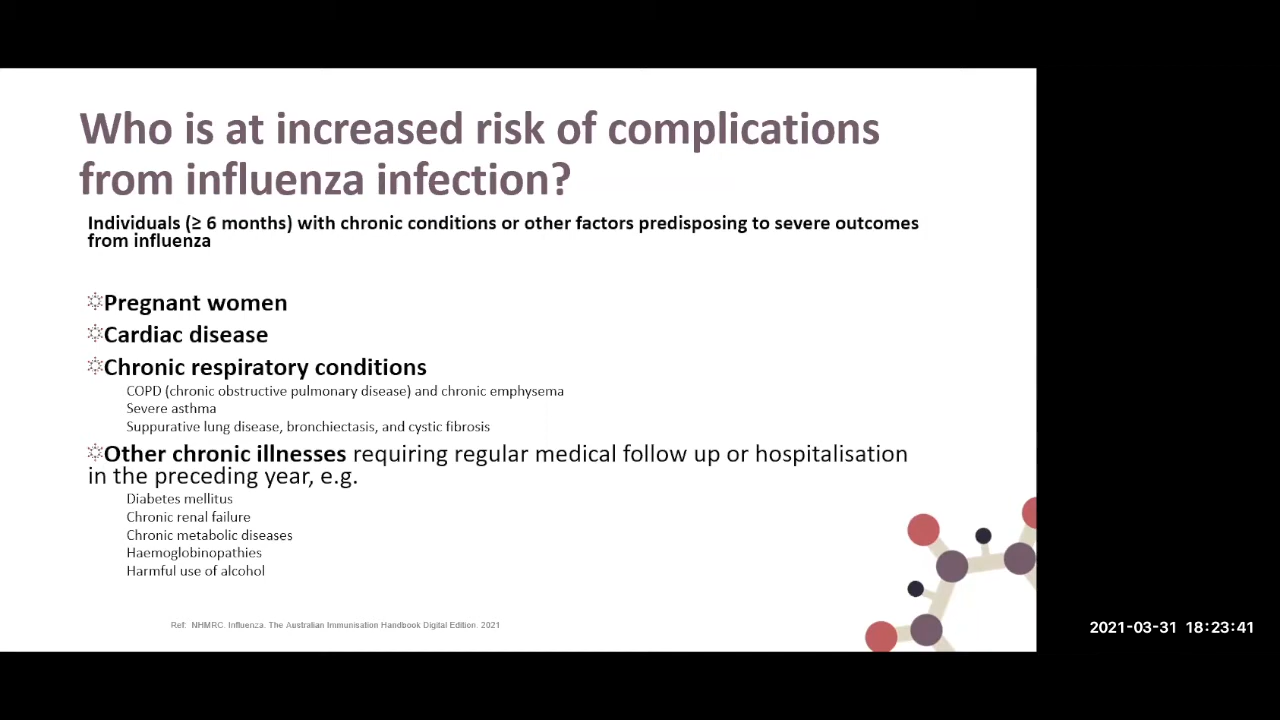 Who is at increased risk of complications
from influenza infection?
Individuals (≥ 6 months) with chronic conditions or other factors predisposing to severe outcomes
from influenza
Pregnant women
Cardiac disease
Chronic respiratory conditions
COPD (chronic obstructive pulmonary disease) and chronic emphysema
Severe asthma
Suppurative lung disease, bronchiectasis, and cystic fibrosis
Other chronic illnesses requiring regular medical follow up or hospitalisation
in the preceding year, e.g.
Diabetes mellitus
Chronic renal failure
Chronic metabolic diseases
Haemoglobinopathies
Harmful use of alcohol
Ref: NHMRC. Influenza. The Australian Immunisation Handbook Digital Edition. 2021
2021-03-31 18:23:41